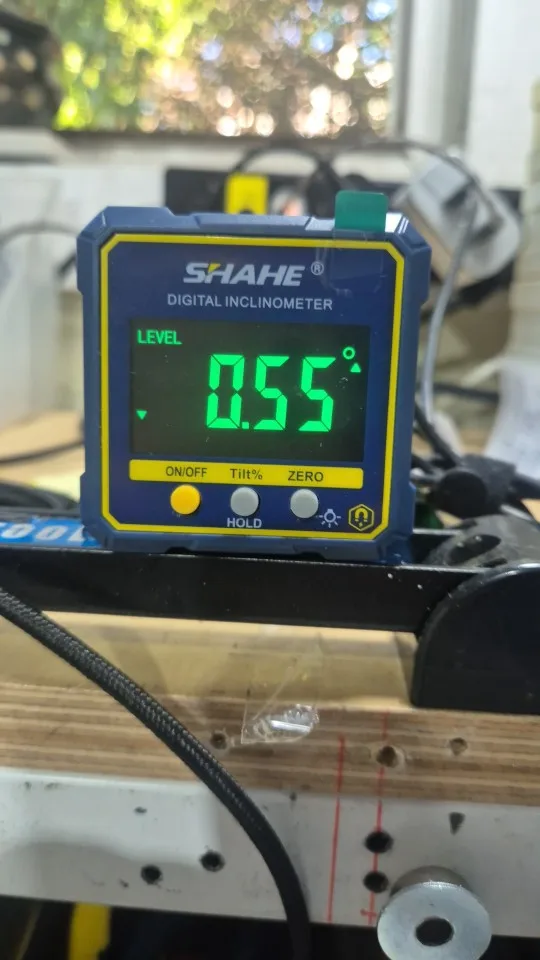 SHAHE ®
DIGITAL INCLINOMETER
LEVEL
0.55°
ON/OFF Tilt% ZERO
HOLD